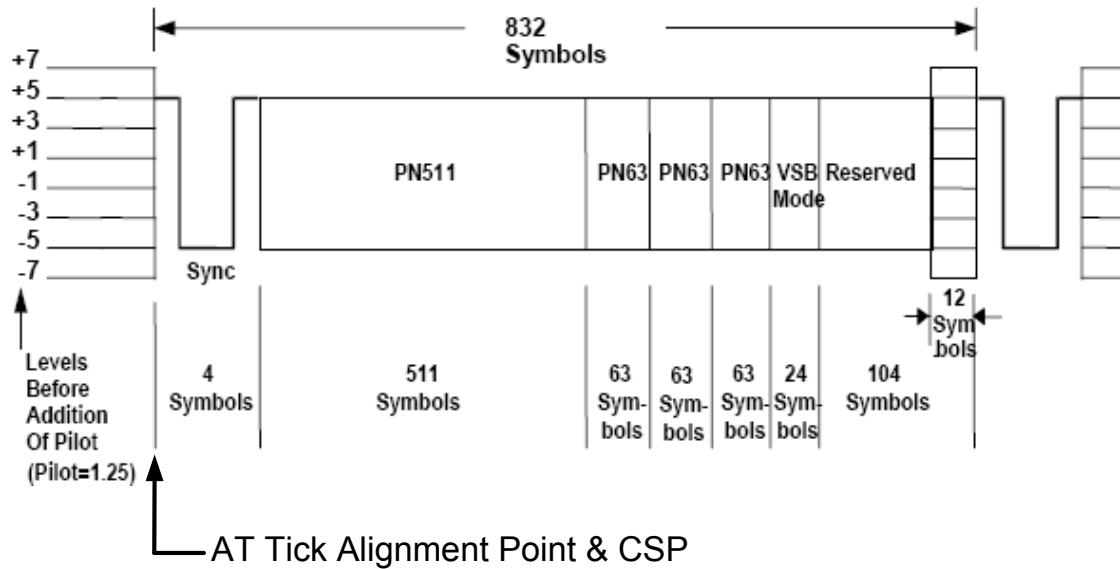 832
Symbols
+7
+5
+3
+1
-1
-3
-5
-7
PN511
PN63
PN63
PN63
VSB
Mode
Reserved
Sync
12
Sym
bols
Levels
Before
Addition
Of Pilot
(Pilot=1.25)
4
Symbols
511
Symbols
63
Sym-
bols
63
Sym-
bols
63
Sym-
bols
24
Sym-
bols
104
Symbols
AT Tick Alignment Point & CSP